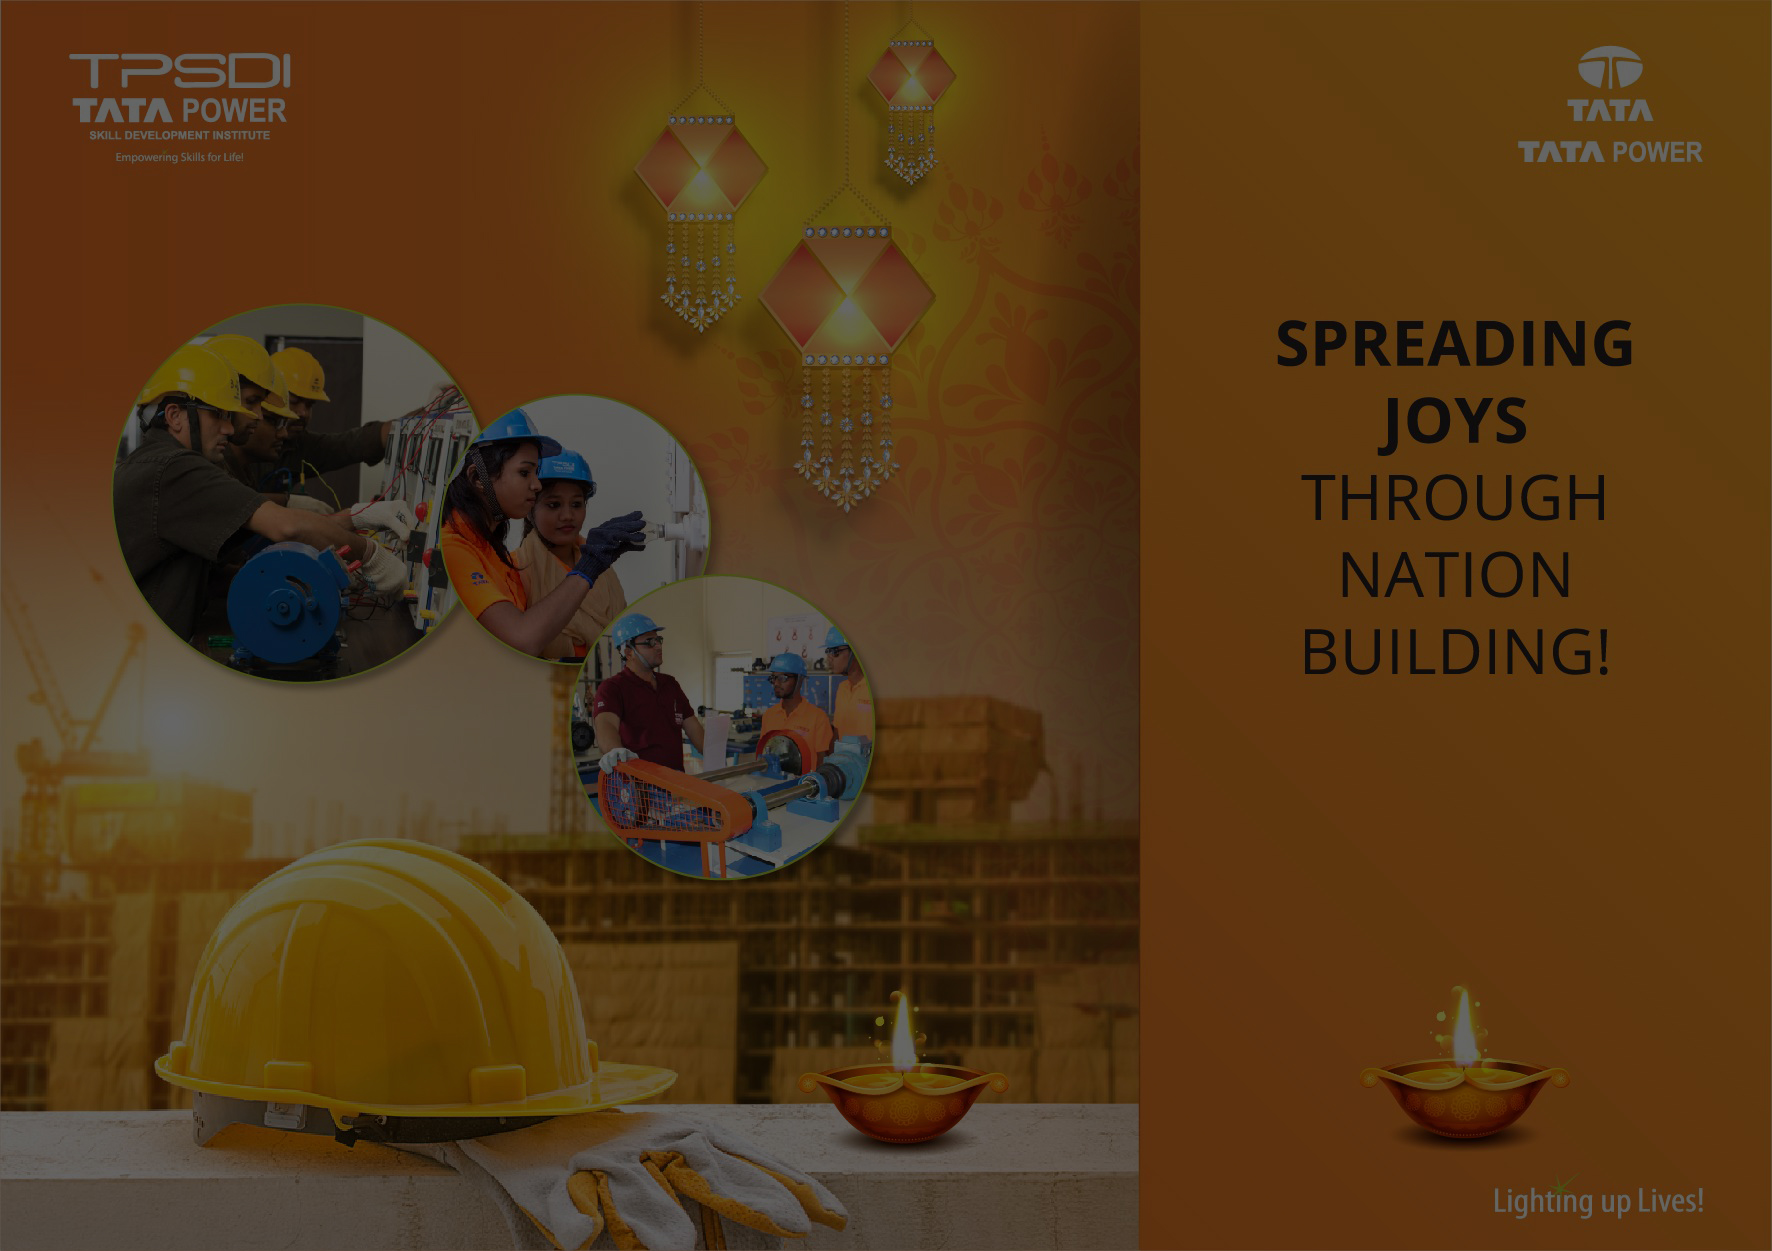 TPSDI
TATA POWER
SKILL DEVELOPMENT INSTITUTE
Empowering Skills for Life!
TATA
TATA POWER
SPREADING
JOYS
THROUGH
NATION
BUILDING!
Lighting up Lives!